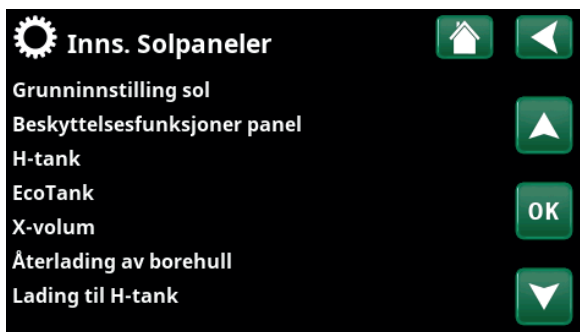 Inns. Solpaneler
Grunninnstilling sol
Beskyttelsesfunksjoner panel
H-tank
EcoTank
X-volum
Återlading av borehull
Lading til H-tank
OK